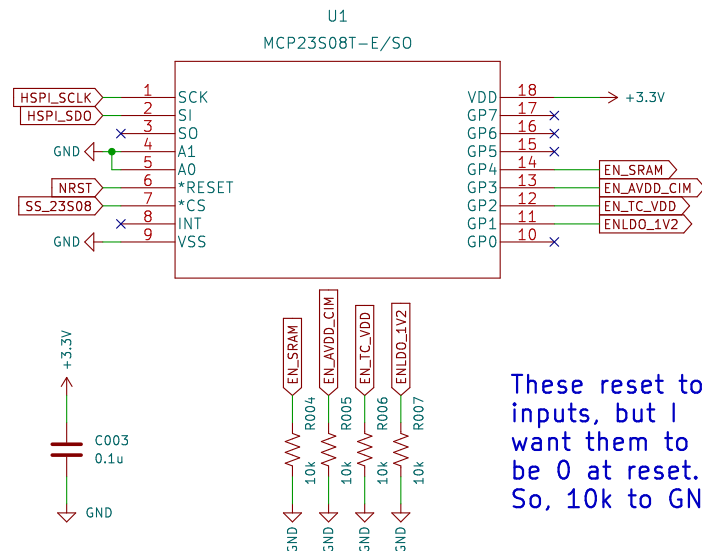 U1
MCP23S08T-E/SO
HSPI_SCLK 1 SCK VDD 18 +3.3V
HSPI_SDO 2 SI GP7 17
3 SO GP6 16
GND 4 A1 GP5 15
5 A0 GP4 14 EN_SRAM
NRST 6 *RESET GP3 13 EN_AVDD_CIM
SS_23S08 7 *CS GP2 12 EN_TC_VDD
8 INT GP1 11 ENLDO_1V2
GND 9 VSS GP0 10
+3.3V
C003
0.1u
GND
EN_SRAM
R004
10k
GND
EN_AVDD_CIM
R005
10k
GND
EN_TC_VDD
R006
10k
GND
ENLDO_1V2
R007
10k
GND
These reset to
inputs, but I
want them to
be 0 at reset.
So, 10k to GN